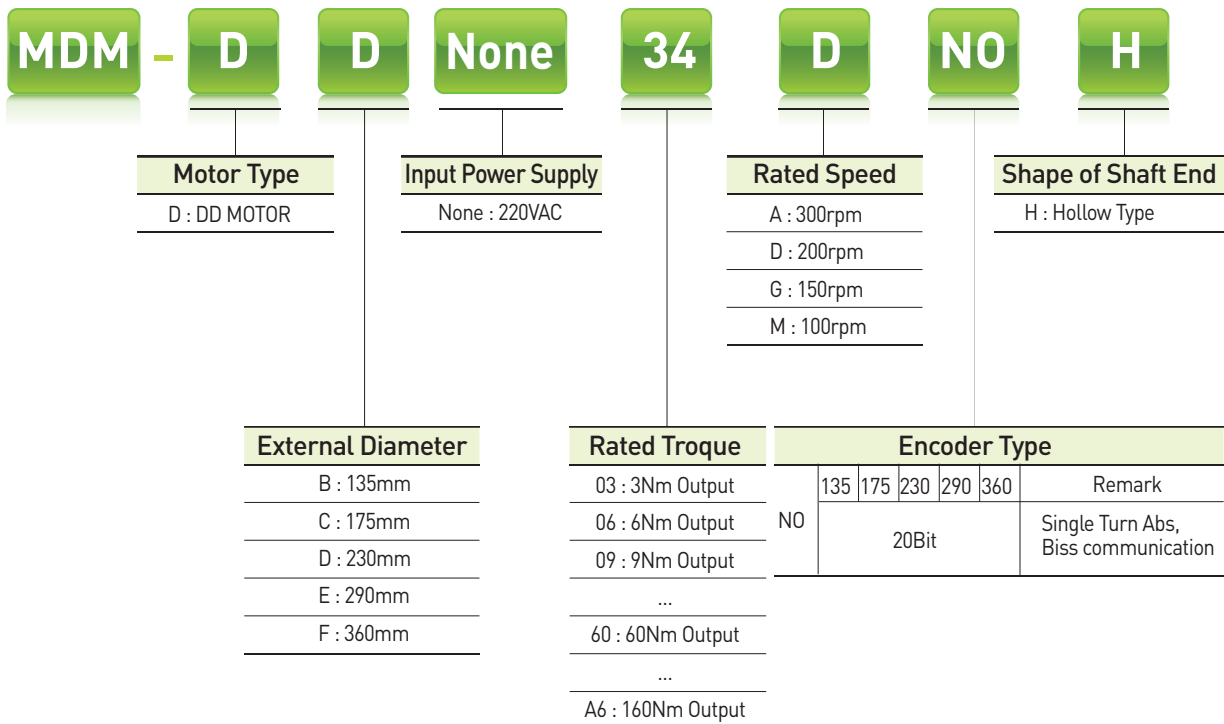 MDM - D D None 34 D NO H
Motor Type
D : DD MOTOR
Input Power Supply
None : 220VAC
Rated Speed
A : 300rpm
D : 200rpm
G : 150rpm
M : 100rpm
Shape of Shaft End
H : Hollow Type
External Diameter
B : 135mm
C : 175mm
D : 230mm
E : 290mm
F : 360mm
Rated Troque
03 : 3Nm Output
06 : 6Nm Output
09 : 9Nm Output
...
60 : 60Nm Output
...
A6 : 160Nm Output
Encoder Type
135 175 230 290 360 Remark
NO 20Bit Single Turn Abs,
Biss communication